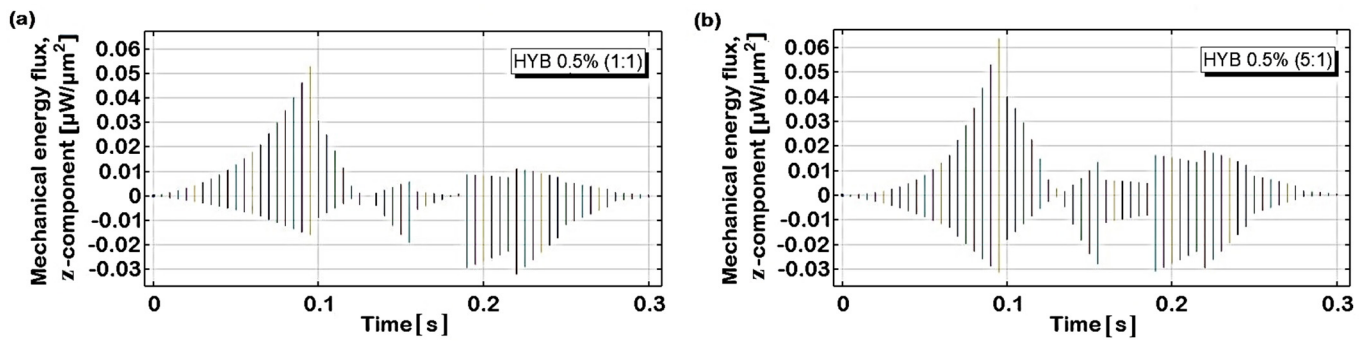 (a)
Mechanical energy flux,
z-component [µW/µm²]
0.06
0.05
0.04
0.03
0.02
0.01
0
-0.01
-0.02
-0.03
HYB 0.5% (1:1)
0
0.1
0.2
0.3
Time[s]
(b)
Mechanical energy flux,
z-component [µW/µm²]
0.06
0.05
0.04
0.03
0.02
0.01
0
-0.01
-0.02
-0.03
HYB 0.5% (5:1)
0
0.1
0.2
0.3
Time[s]